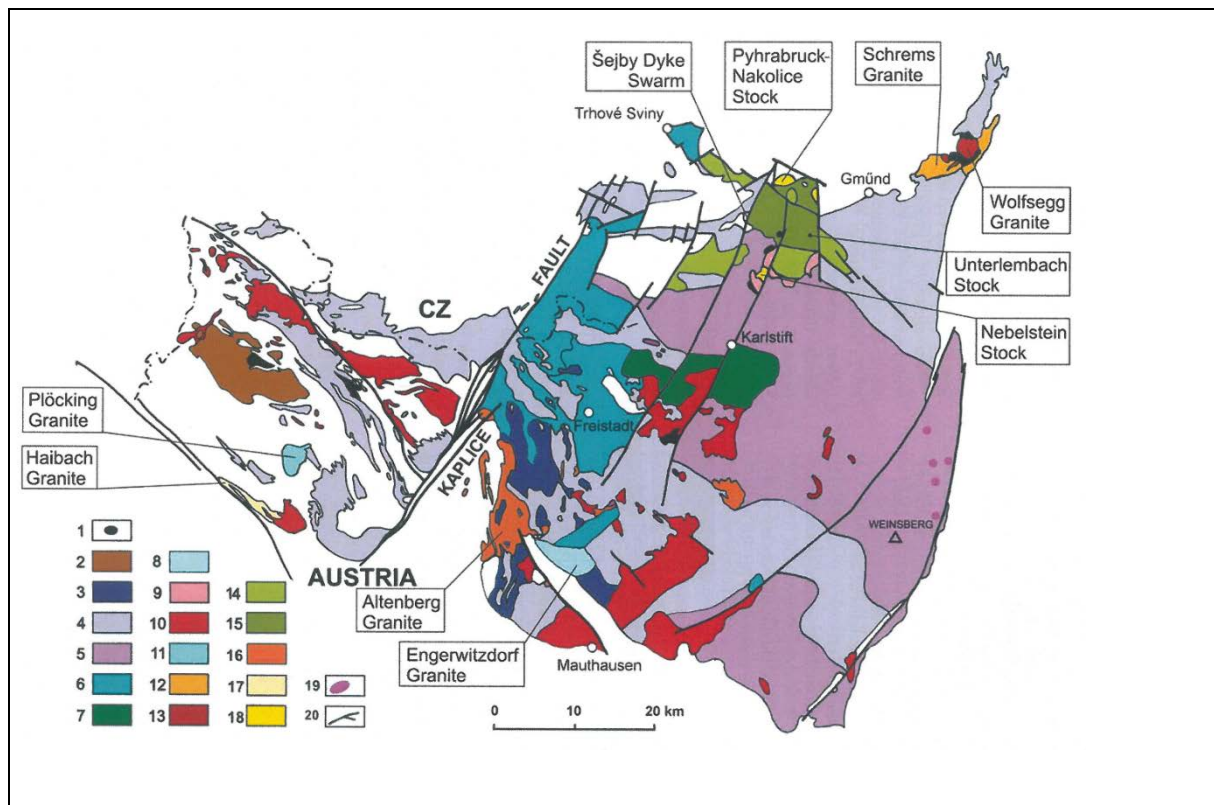 Šejby Dyke
Swarm
Pyhrabruck-
Nakolice
Stock
Schrems
Granite
Trhové Sviny
Gműnd
Wolfsegg
Granite
Unterlembach
Stock
Nebelstein
Stock
CZ
FAULT
KAPLICE
Karlstift
Freistadt
Plöcking
Granite
Haibach
Granite
WEINSBERG
AUSTRIA
Altenberg
Granite
Engerwitzdorf
Granite
Mauthausen
1
2
3
4
5
6
7
8
9
10
11
12
13
14
15
16
17
18
19
20
0 10 20 km